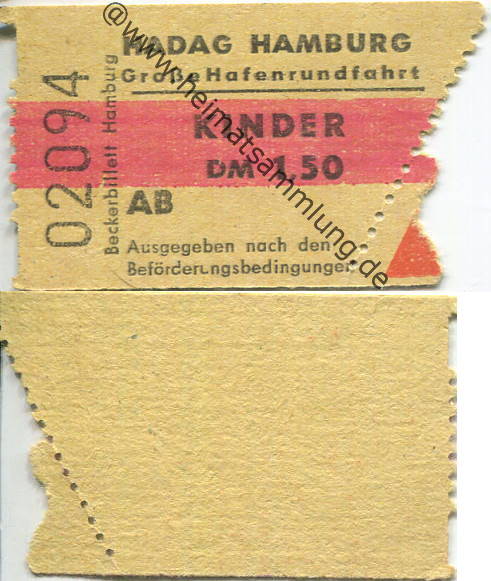 HADAG HAMBURG
Große Hafenrundfahrt
KINDER
DM 1,50
AB
Ausgegeben nach den
Beförderungsbedingungen
02094
Beckerbillett Hamburg
@www.heimatsammlung.de